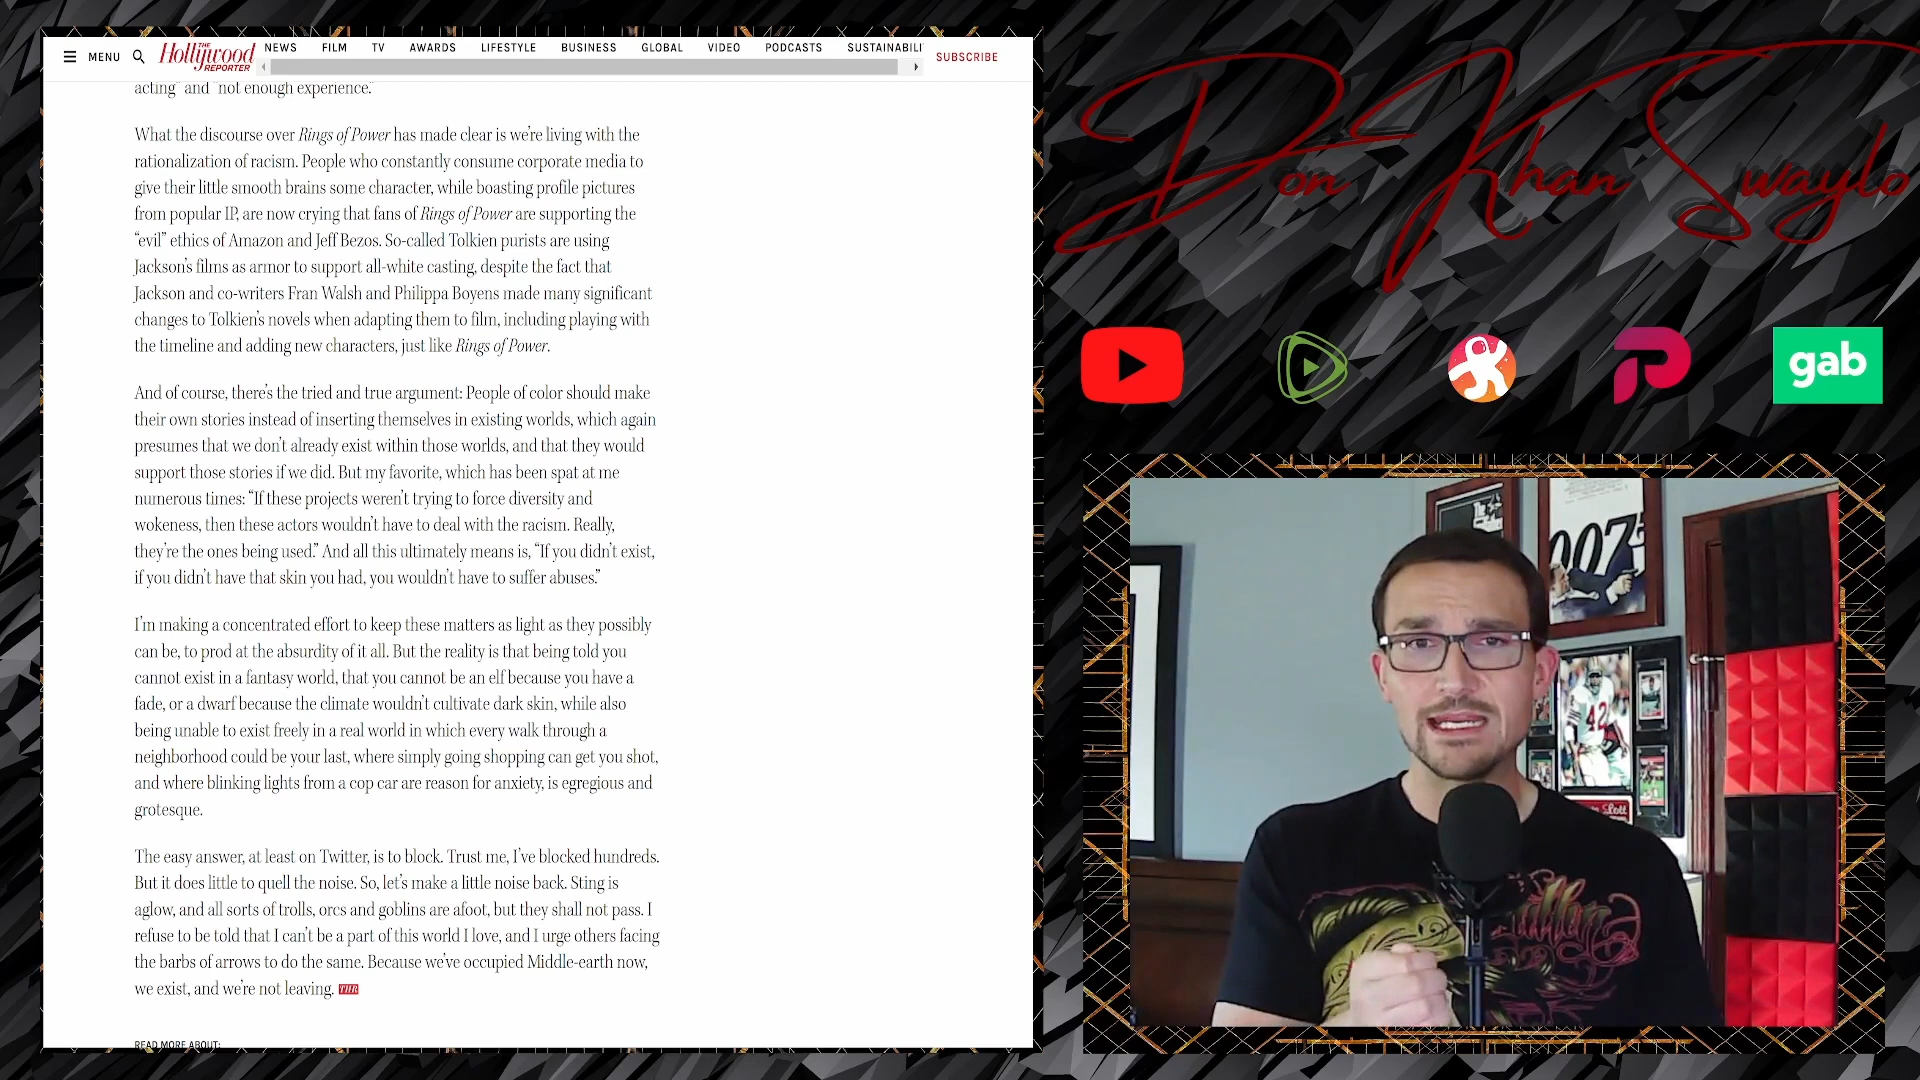 MENU
THE
Hollywood
REPORTER
NEWS FILM TV AWARDS LIFESTYLE BUSINESS GLOBAL VIDEO PODCASTS SUSTAINABILI
SUBSCRIBE
acting” and “not enough experience.”
What the discourse over Rings of Power has made clear is we’re living with the
rationalization of racism. People who constantly consume corporate media to
give their little smooth brains some character, while boasting profile pictures
from popular IP, are now crying that fans of Rings of Power are supporting the
“evil” ethics of Amazon and Jeff Bezos. So-called Tolkien purists are using
Jackson’s films as armor to support all-white casting, despite the fact that
Jackson and co-writers Fran Walsh and Philippa Boyens made many significant
changes to Tolkien’s novels when adapting them to film, including playing with
the timeline and adding new characters, just like Rings of Power.
And of course, there’s the tried and true argument: People of color should make
their own stories instead of inserting themselves in existing worlds, which again
presumes that we don’t already exist within those worlds, and that they would
support those stories if we did. But my favorite, which has been spat at me
numerous times: “If these projects weren’t trying to force diversity and
wokeness, then these actors wouldn’t have to deal with the racism. Really,
they’re the ones being used.” And all this ultimately means is, “If you didn’t exist,
if you didn’t have that skin you had, you wouldn’t have to suffer abuses.”
I’m making a concentrated effort to keep these matters as light as they possibly
can be, to prod at the absurdity of it all. But the reality is that being told you
cannot exist in a fantasy world, that you cannot be an elf because you have a
fade, or a dwarf because the climate wouldn’t cultivate dark skin, while also
being unable to exist freely in a real world in which every walk through a
neighborhood could be your last, where simply going shopping can get you shot,
and where blinking lights from a cop car are reason for anxiety, is egregious and
grotesque.
The easy answer, at least on Twitter, is to block. Trust me, I’ve blocked hundreds.
But it does little to quell the noise. So, let’s make a little noise back. Sting is
aglow, and all sorts of trolls, orcs and goblins are afoot, but they shall not pass. I
refuse to be told that I can’t be a part of this world I love, and I urge others facing
the barbs of arrows to do the same. Because we’ve occupied Middle-earth now,
we exist, and we’re not leaving. THR
READ MORE ABOUT:
Don Khan Swaylo
gab
007
42